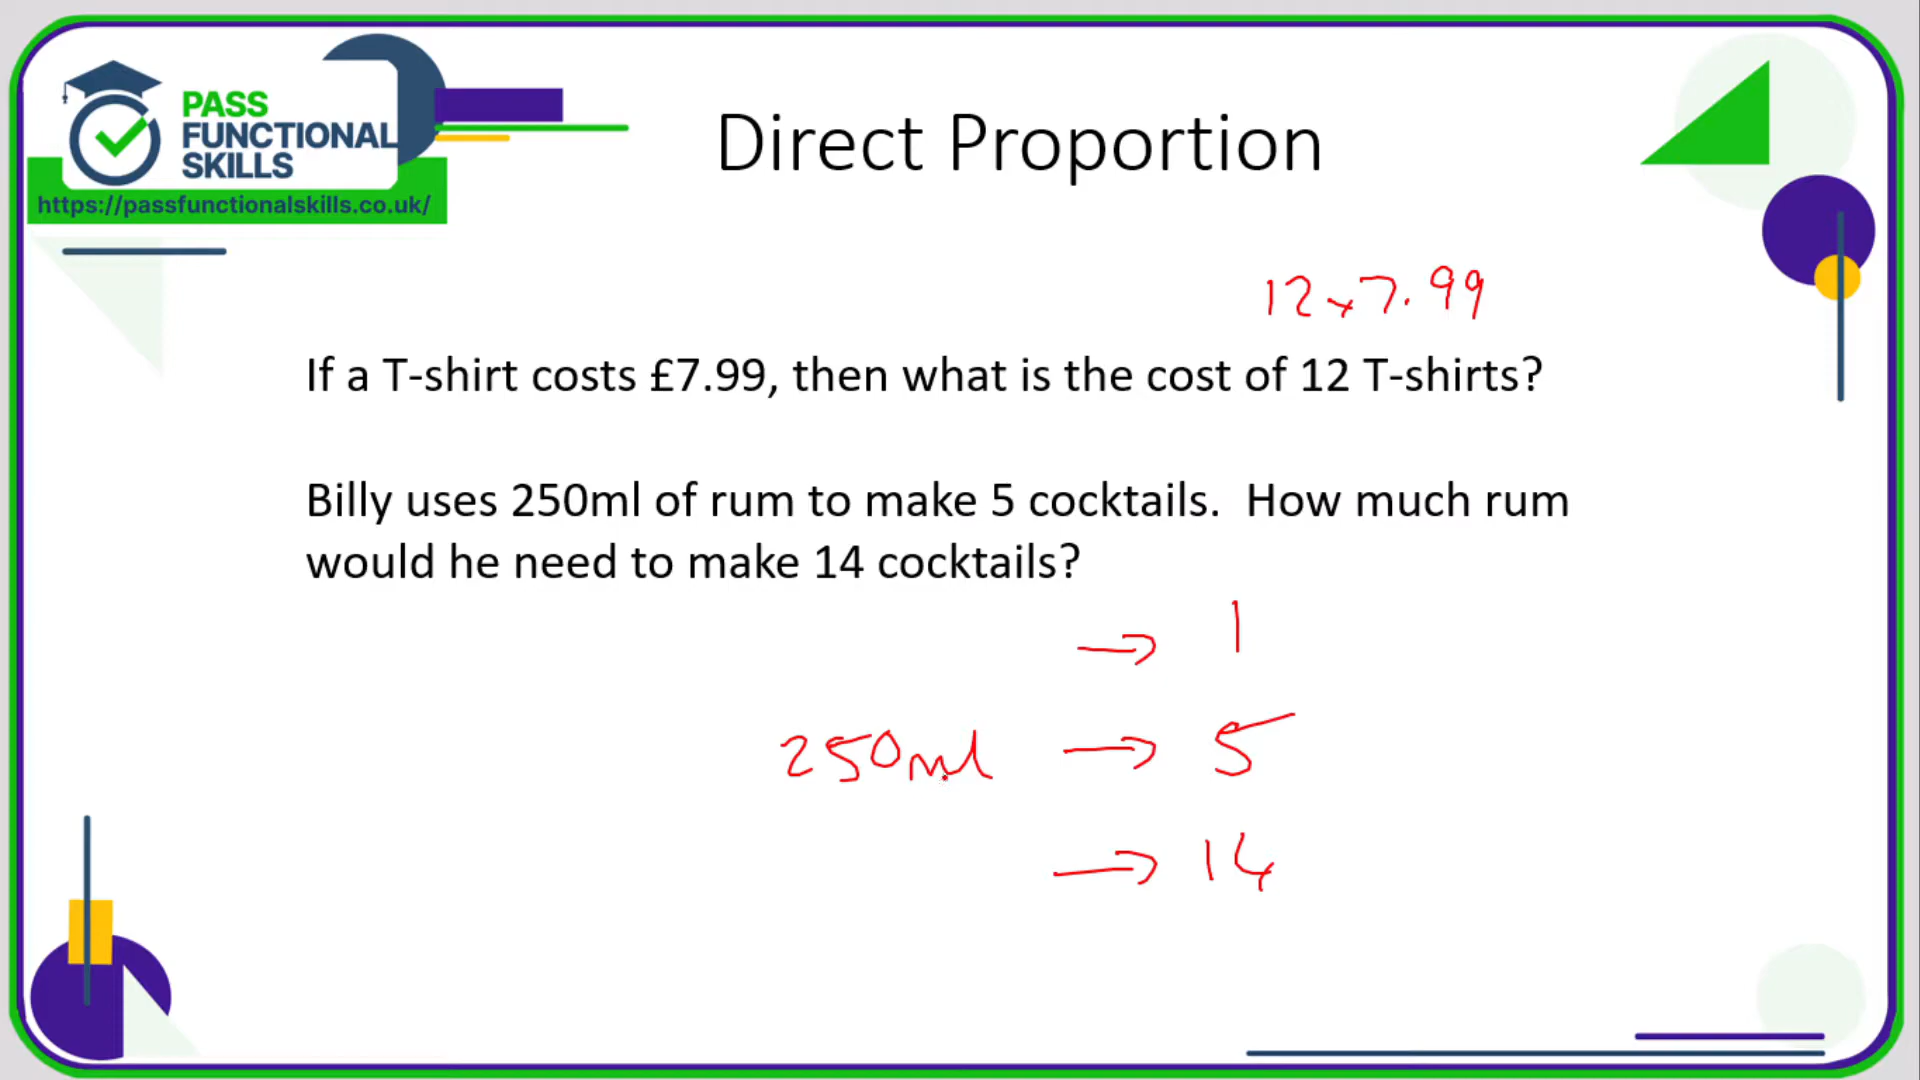 PASS
FUNCTIONAL
SKILLS
https://passfunctionalskills.co.uk/
Direct Proportion
12 x 7.99
If a T-shirt costs £7.99, then what is the cost of 12 T-shirts?
Billy uses 250ml of rum to make 5 cocktails. How much rum
would he need to make 14 cocktails?
→ 1
250ml → 5
→ 14